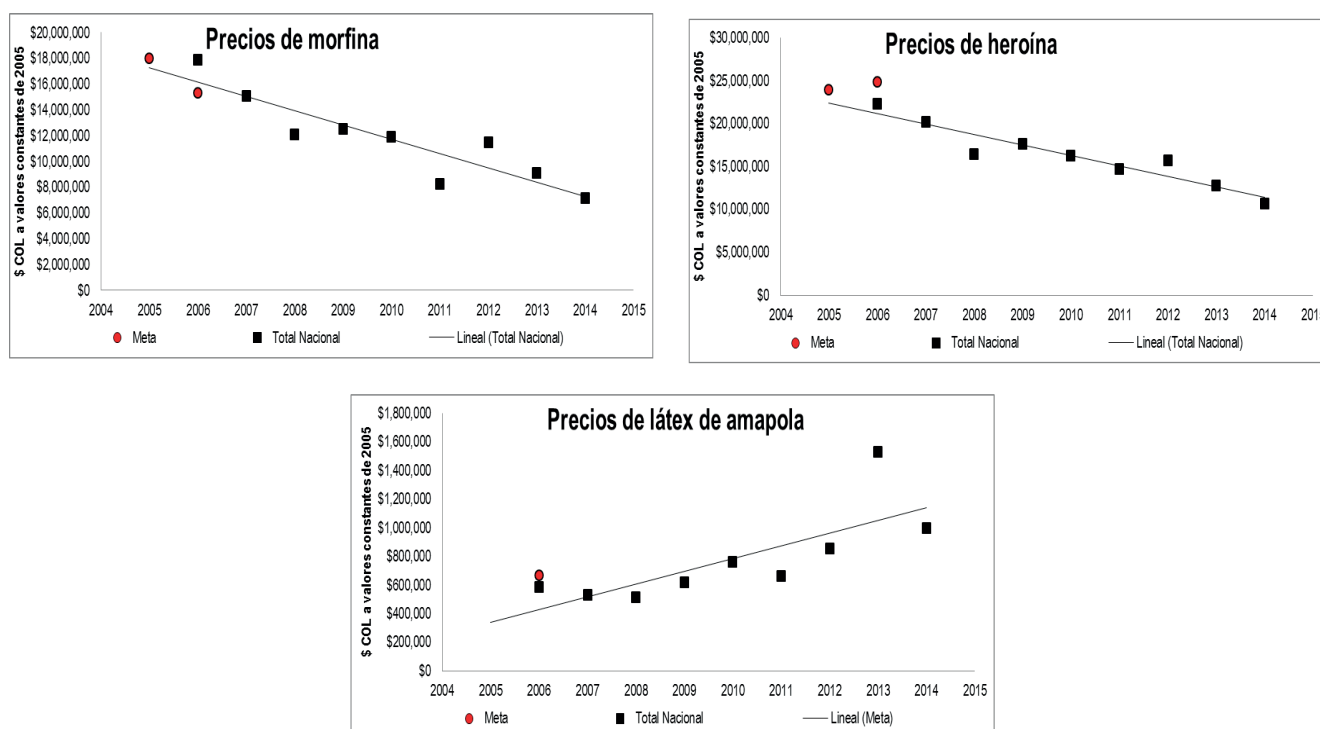 Precios de morfina
$ COL a valores constantes de 2005
$20,000,000
$18,000,000
$16,000,000
$14,000,000
$12,000,000
$10,000,000
$8,000,000
$6,000,000
$4,000,000
$2,000,000
$0
2004 2005 2006 2007 2008 2009 2010 2011 2012 2013 2014 2015
Meta Total Nacional Lineal (Total Nacional)
Precios de heroína
$ COL a valores constantes de 2005
$30,000,000
$25,000,000
$20,000,000
$15,000,000
$10,000,000
$5,000,000
$0
2004 2005 2006 2007 2008 2009 2010 2011 2012 2013 2014 2015
Meta Total Nacional Lineal (Total Nacional)
Precios de látex de amapola
$ COL a valores constantes de 2005
$1,800,000
$1,600,000
$1,400,000
$1,200,000
$1,000,000
$800,000
$600,000
$400,000
$200,000
$0
2004 2005 2006 2007 2008 2009 2010 2011 2012 2013 2014 2015
Meta Total Nacional Lineal (Meta)